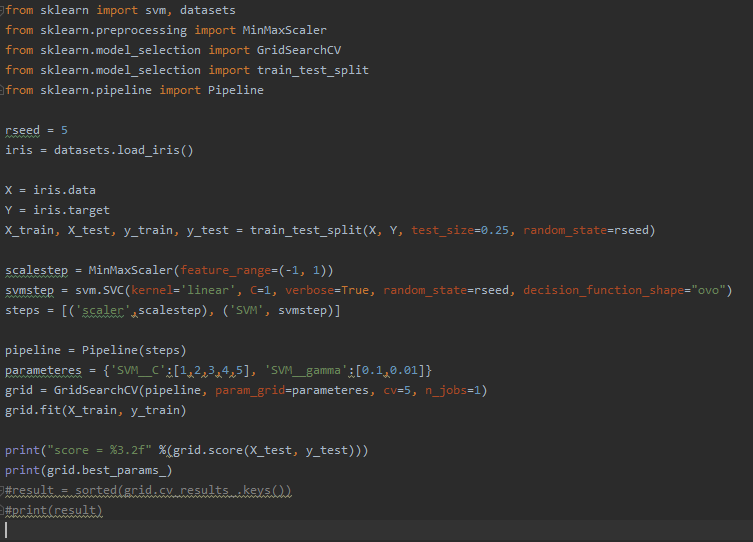 from sklearn import svm, datasets
from sklearn.preprocessing import MinMaxScaler
from sklearn.model_selection import GridSearchCV
from sklearn.model_selection import train_test_split
from sklearn.pipeline import Pipeline
rseed = 5
iris = datasets.load_iris()
X = iris.data
Y = iris.target
X_train, X_test, y_train, y_test = train_test_split(X, Y, test_size=0.25, random_state=rseed)
scalestep = MinMaxScaler(feature_range=(-1, 1))
svmstep = svm.SVC(kernel='linear', C=1, verbose=True, random_state=rseed, decision_function_shape="ovo")
steps = [('scaler',scalestep), ('SVM', svmstep)]
pipeline = Pipeline(steps)
parameteres = {'SVM__C':[1,2,3,4,5], 'SVM__gamma':[0.1,0.01]}
grid = GridSearchCV(pipeline, param_grid=parameteres, cv=5, n_jobs=1)
grid.fit(X_train, y_train)
print("score = %3.2f" %(grid.score(X_test, y_test)))
print(grid.best_params_)
#result = sorted(grid.cv_results_.keys())
#print(result)